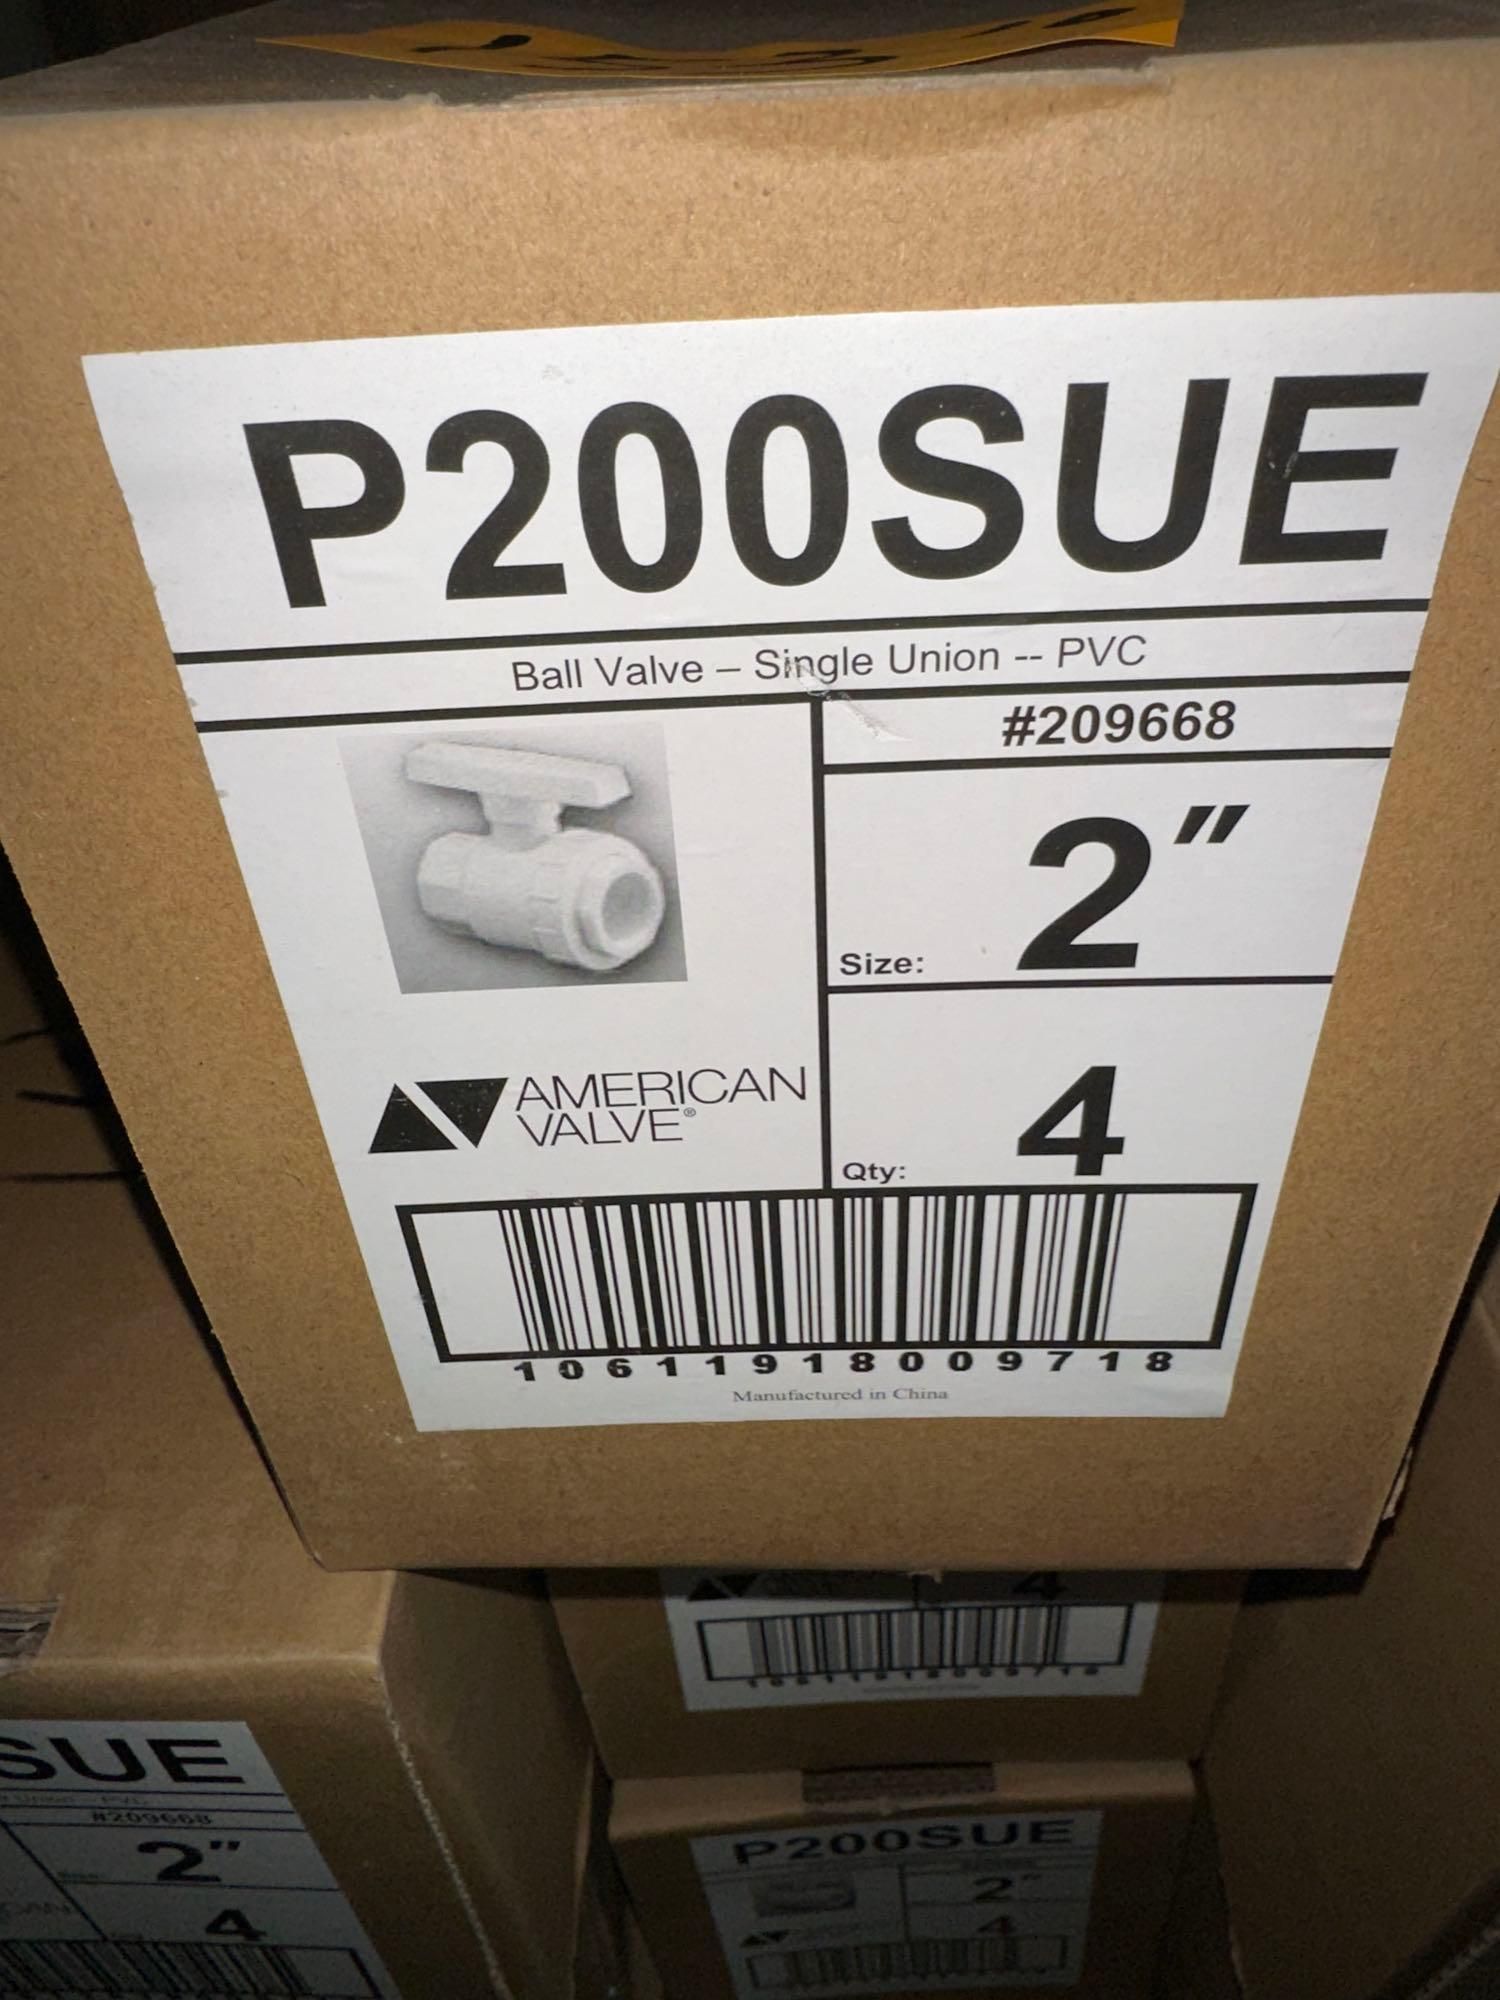 P200SUE
Ball Valve – Single Union -- PVC
#209668
Size: 2"
AMERICAN
VALVE®
Qty: 4
10611918009718
Manufactured in China
4
SUE
#209668
2"
4
P200SUE
2"
4